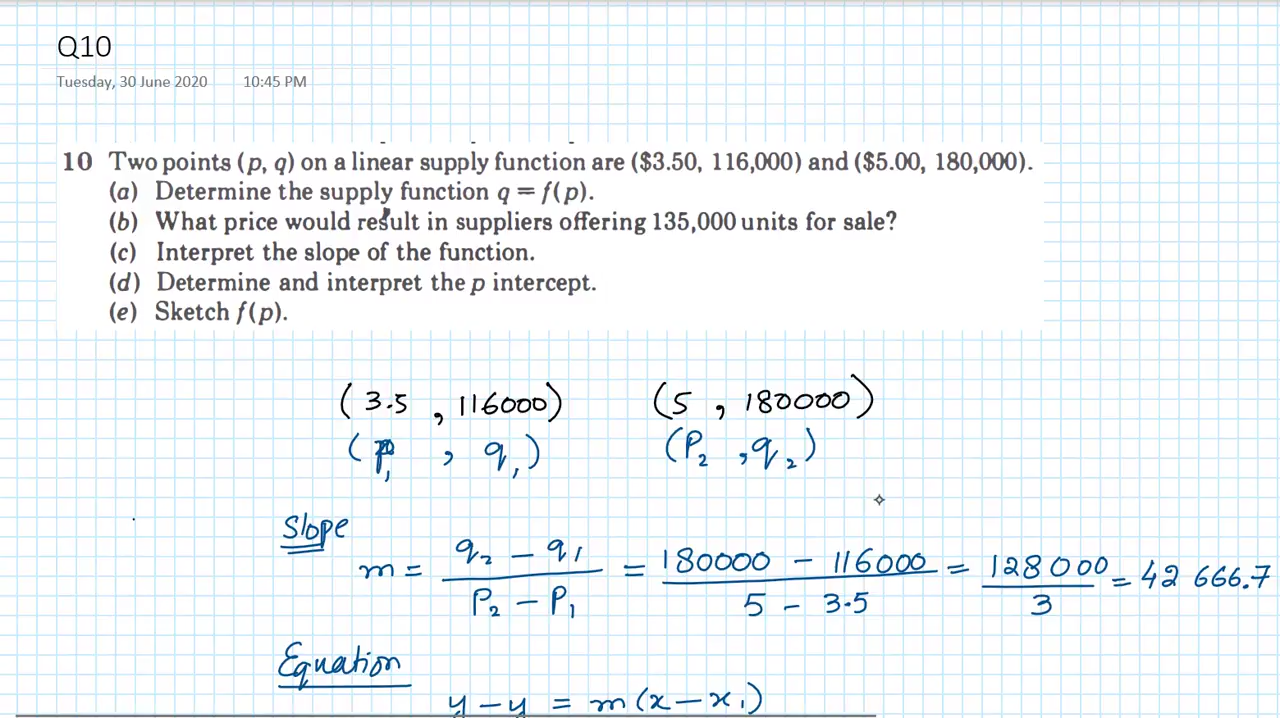 Q10
Tuesday, 30 June 2020 10:45 PM
10 Two points (p, q) on a linear supply function are ($3.50, 116,000) and ($5.00, 180,000).
(a) Determine the supply function q = f(p).
(b) What price would result in suppliers offering 135,000 units for sale?
(c) Interpret the slope of the function.
(d) Determine and interpret the p intercept.
(e) Sketch f(p).
(3.5 , 116000) (5 , 180000)
(p₁ , q₁) (P₂ , q₂)
Slope
m = (q₂ − q₁)/(P₂ − P₁) = (180000 − 116000)/(5 − 3.5) = 128000/3 = 42 666.7
Equation
y − y = m(x − x₁)